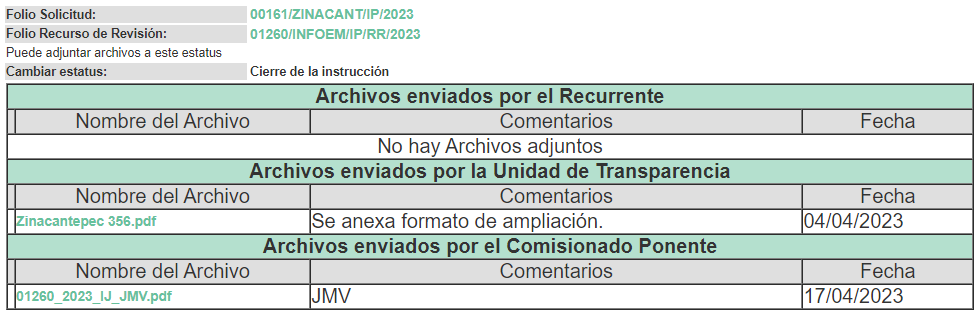 Folio Solicitud: 00161/ZINACANT/IP/2023
Folio Recurso de Revisión: 01260/INFOEM/IP/RR/2023
Puede adjuntar archivos a este estatus
Cambiar estatus: Cierre de la instrucción
Archivos enviados por el Recurrente
Nombre del Archivo Comentarios Fecha
No hay Archivos adjuntos
Archivos enviados por la Unidad de Transparencia
Nombre del Archivo Comentarios Fecha
Zinacantepec 356.pdf Se anexa formato de ampliación. 04/04/2023
Archivos enviados por el Comisionado Ponente
Nombre del Archivo Comentarios Fecha
01260_2023_IJ_JMV.pdf JMV 17/04/2023